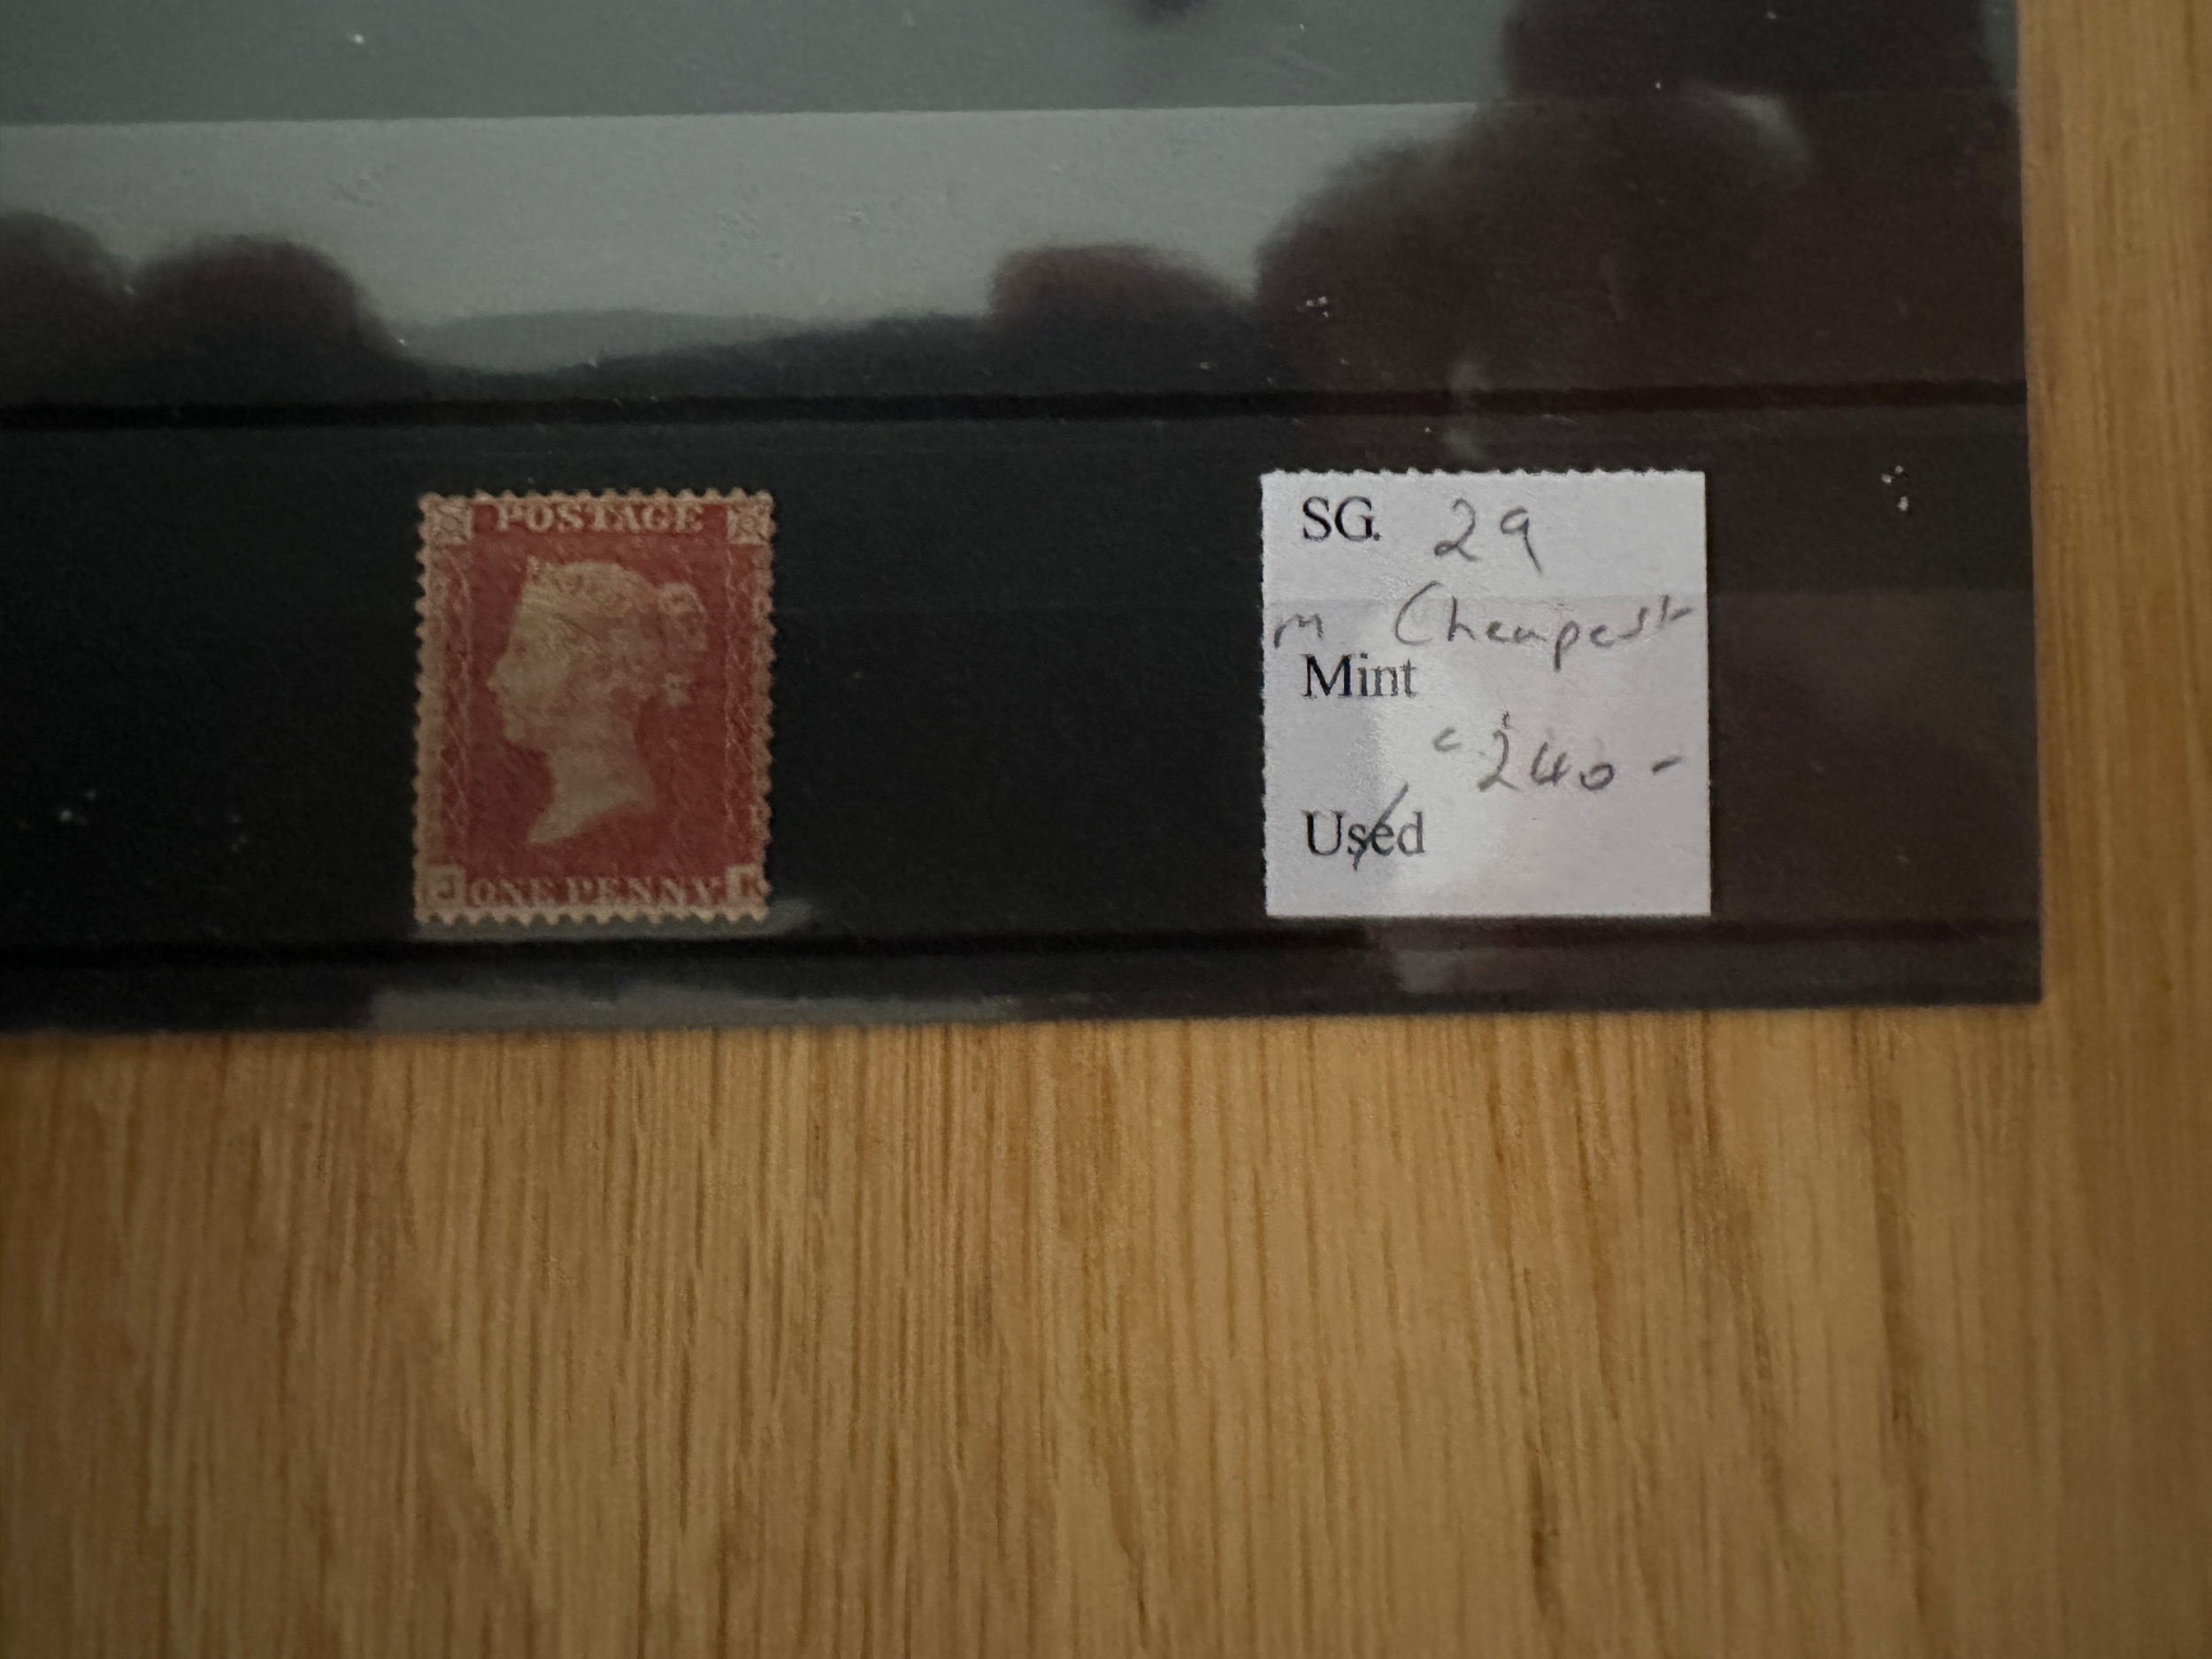 POSTAGE
J ONE PENNY K
SG. 29
m Cheapest
Mint
c 240 -
Used